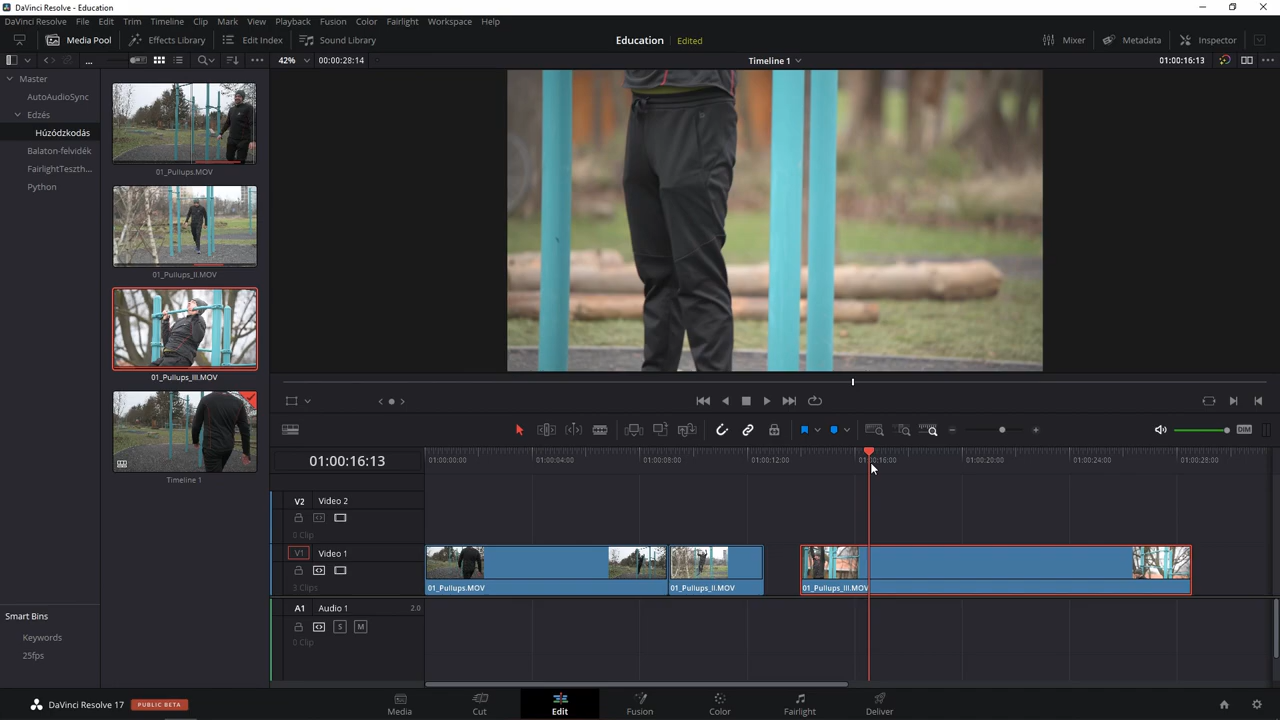 DaVinci Resolve - Education
DaVinci Resolve File Edit Trim Timeline Clip Mark View Playback Fusion Color Fairlight Workspace Help
Media Pool Effects Library Edit Index Sound Library Education Edited Mixer Metadata Inspector
... 42% 00:00:28:14 Timeline 1 01:00:16:13
Master
AutoAudioSync
Edzés
Húzódzkodás
Balaton-felvidék
FairlightTeszth...
Python
01_Pullups.MOV
01_Pullups_II.MOV
01_Pullups_III.MOV
Timeline 1
DIM
01:00:16:13
01:00:00:00 01:00:04:00 01:00:08:00 01:00:12:00 01:00:16:00 01:00:20:00 01:00:24:00 01:00:28:00
V2 Video 2
0 Clip
V1 Video 1
3 Clips
01_Pullups.MOV 01_Pullups_II.MOV 01_Pullups_III.MOV
A1 Audio 1 2.0
S M
0 Clip
Smart Bins
Keywords
25fps
DaVinci Resolve 17 PUBLIC BETA
Media Cut Edit Fusion Color Fairlight Deliver